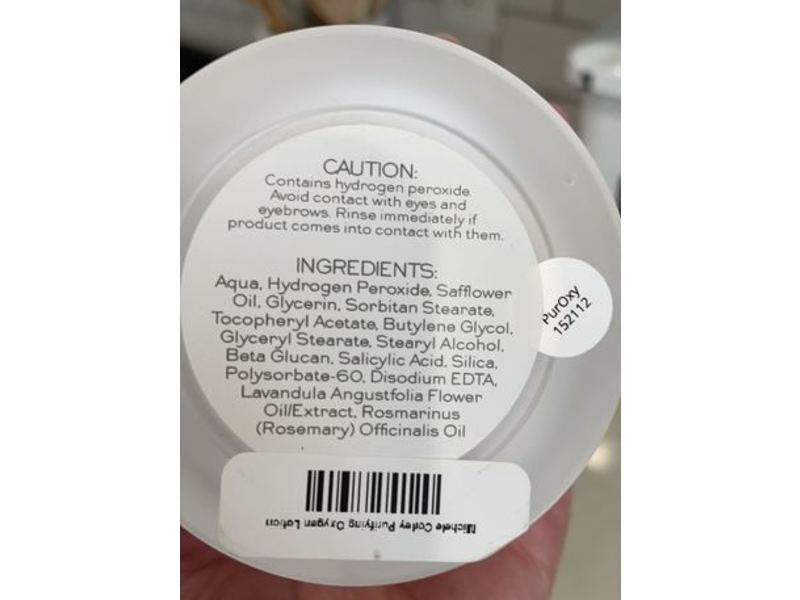 CAUTION:
Contains hydrogen peroxide.
Avoid contact with eyes and
eyebrows. Rinse immediately if
product comes into contact with them.
INGREDIENTS:
Aqua, Hydrogen Peroxide, Safflower
Oil, Glycerin, Sorbitan Stearate,
Tocopheryl Acetate, Butylene Glycol,
Glyceryl Stearate, Stearyl Alcohol,
Beta Glucan, Salicylic Acid, Silica,
Polysorbate-60, Disodium EDTA,
Lavandula Angustfolia Flower
Oil/Extract, Rosmarinus
(Rosemary) Officinalis Oil
PurOxy
152112
Michele Corley Purifying Oxygen Lotion